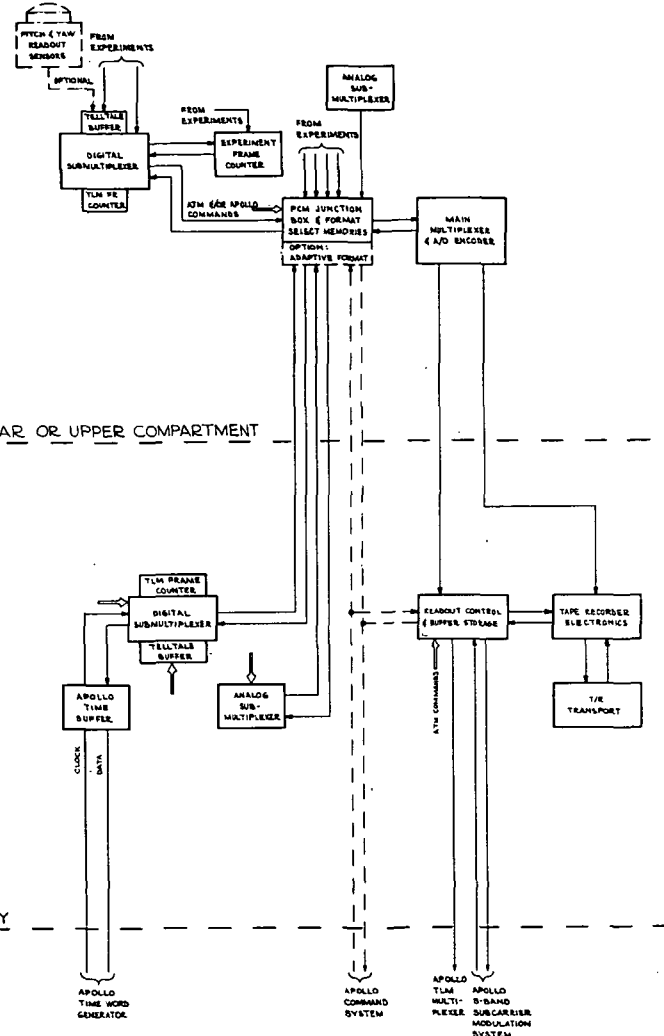 PITCH & YAW
READOUT
SENSORS
FROM
EXPERIMENTS
OPTIONAL
TELLTALE
BUFFER
DIGITAL
SUBMULTIPLEXER
TLM FR
COUNTER
FROM
EXPERIMENTS
EXPERIMENT
FRAME
COUNTER
ANALOG
SUB-
MULTIPLEXER
FROM
EXPERIMENTS
ATM &/OR APOLLO
COMMANDS
PCM JUNCTION
BOX & FORMAT
SELECT MEMORIES
OPTION:
ADAPTIVE FORMAT
MAIN
MULTIPLEXER
& A/D ENCODER
AR OR UPPER COMPARTMENT
TLM FRAME
COUNTER
DIGITAL
SUBMULTIPLEXER
TELLTALE
BUFFER
APOLLO
TIME
BUFFER
ANALOG
SUB-
MULTIPLEXER
READOUT CONTROL
& BUFFER STORAGE
TAPE RECORDER
ELECTRONICS
T/R
TRANSPORT
ATM COMMANDS
CLOCK
DATA
Y
APOLLO
TIME WORD
GENERATOR
APOLLO
COMMAND
SYSTEM
APOLLO
TLM
MULTI-
PLEXER
APOLLO
S-BAND
SUBCARRIER
MODULATION
SYSTEM